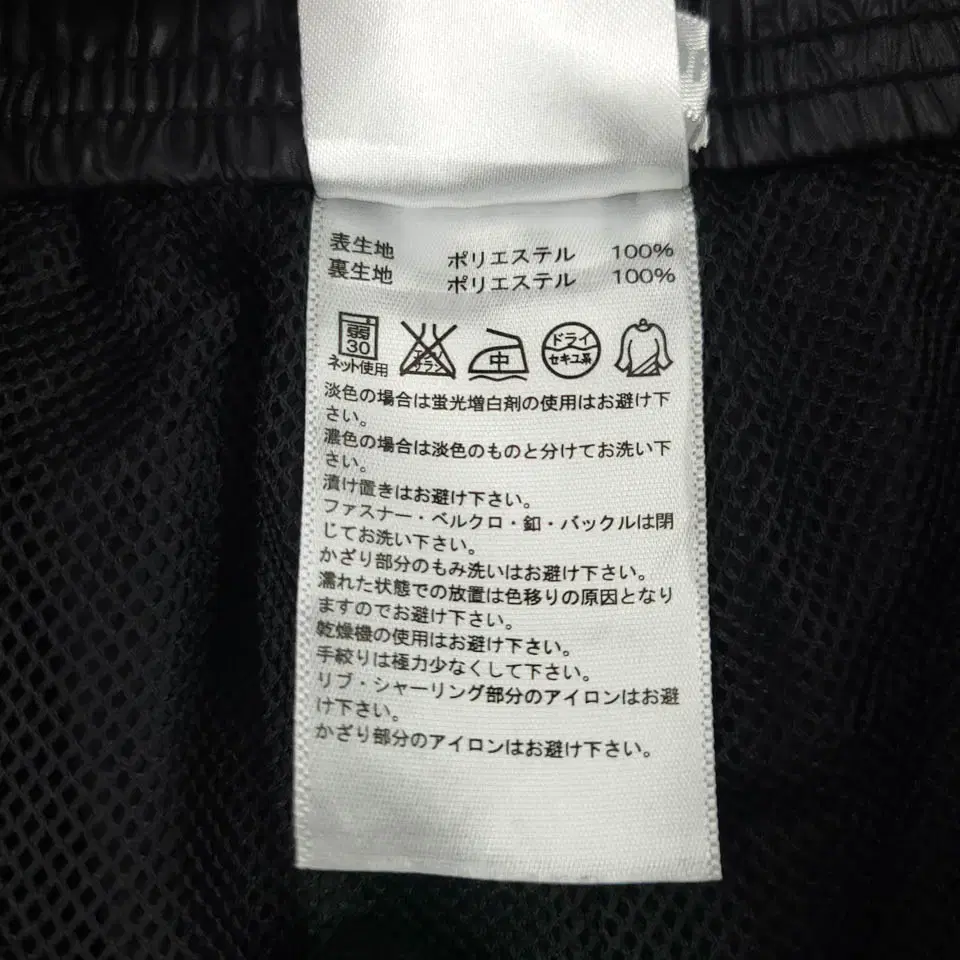 表生地 ポリエステル 100%
裏生地 ポリエステル 100%
弱 30 エンソサラシ 中 ドライ セキユ系
ネット使用
淡色の場合は蛍光増白剤の使用はお避け下
さい。
濃色の場合は淡色のものと分けてお洗い下
さい。
漬け置きはお避け下さい。
ファスナー・ベルクロ・釦・バックルは閉
じてお洗い下さい。
かざり部分のもみ洗いはお避け下さい。
濡れた状態での放置は色移りの原因となり
ますのでお避け下さい。
乾燥機の使用はお避け下さい。
手絞りは極力少なくして下さい。
リブ・シャーリング部分のアイロンはお避
け下さい。
かざり部分のアイロンはお避け下さい。